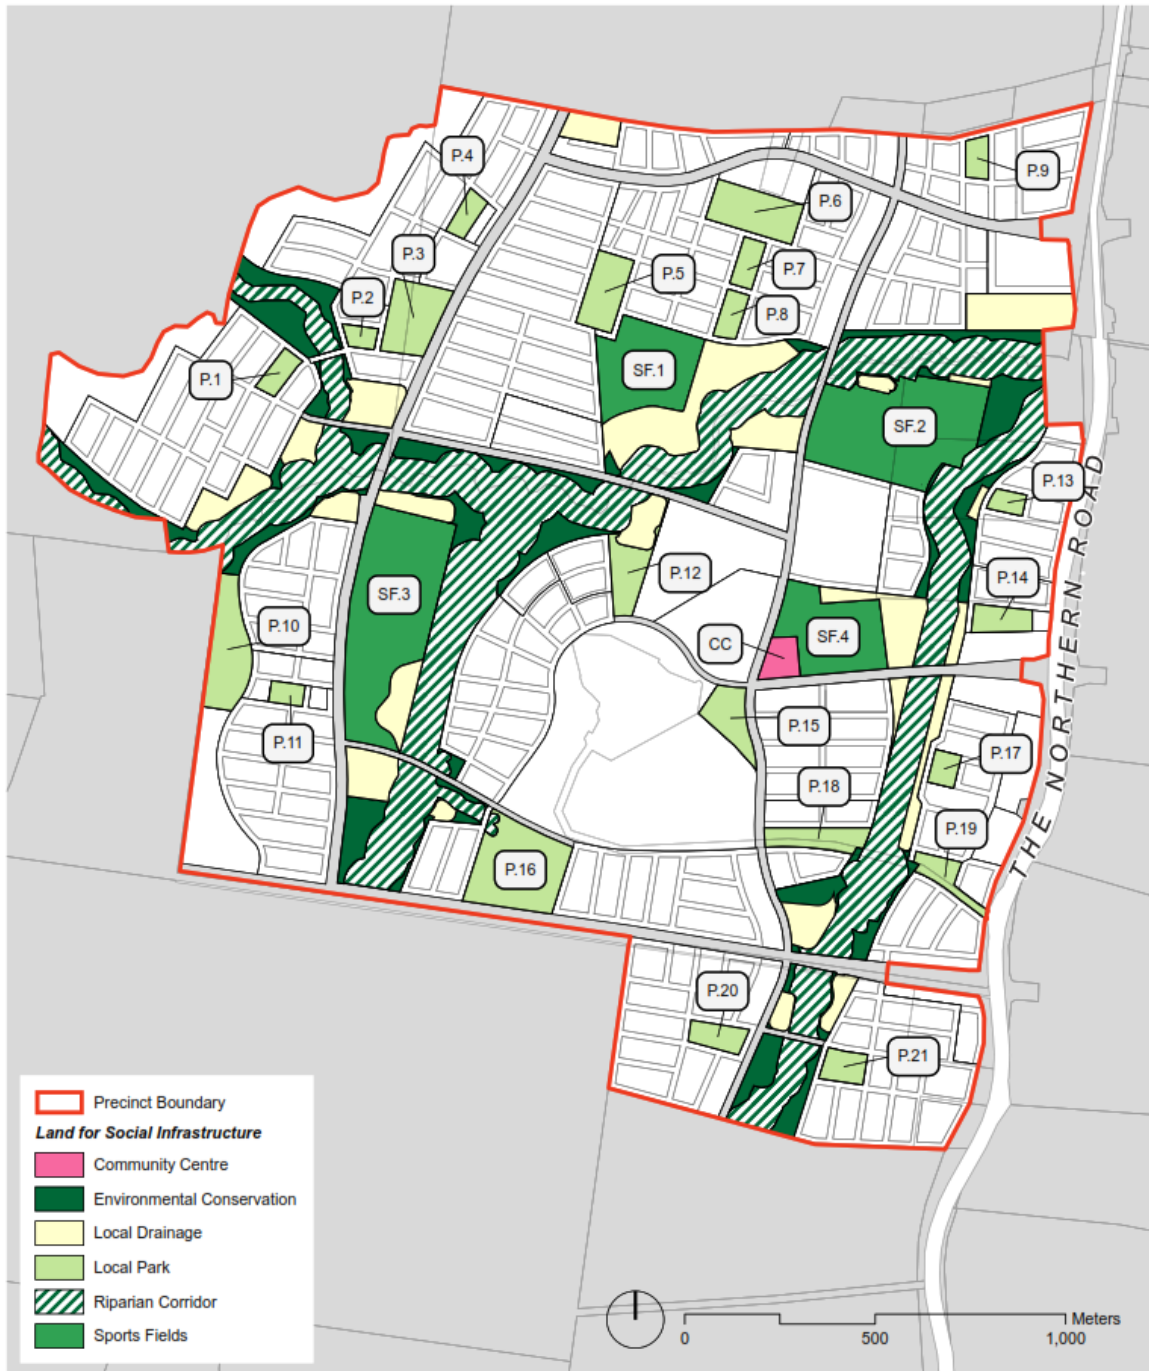 P.4
P.9
P.6
P.3
P.5
P.7
P.2
P.8
P.1
SF.1
SF.2
P.13
P.12
P.14
SF.3
P.10
CC
SF.4
P.11
P.15
P.17
P.18
P.19
P.16
P.20
P.21
THE NORTHERN ROAD
Precinct Boundary
Land for Social Infrastructure
Community Centre
Environmental Conservation
Local Drainage
Local Park
Riparian Corridor
Sports Fields
Meters
0 500 1,000